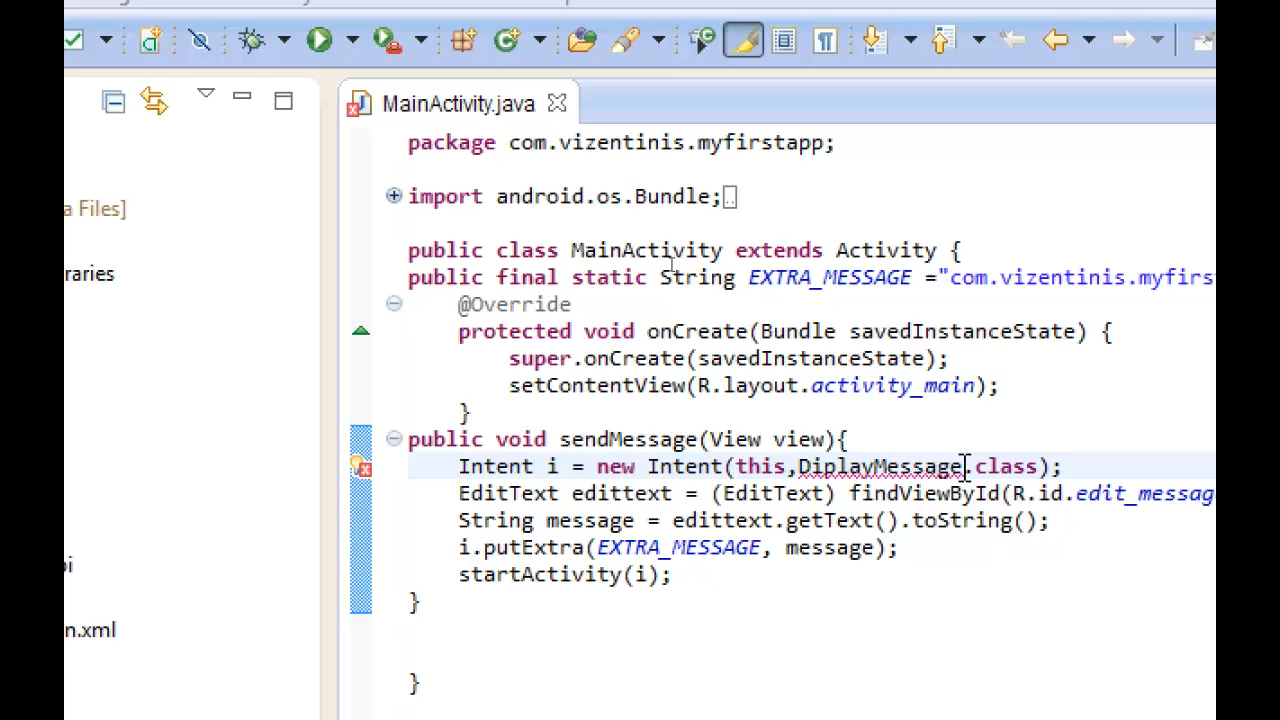 MainActivity.java
package com.vizentinis.myfirstapp;
a Files]
import android.os.Bundle;
public class MainActivity extends Activity {
raries
public final static String EXTRA_MESSAGE ="com.vizentinis.myfirs
@Override
protected void onCreate(Bundle savedInstanceState) {
super.onCreate(savedInstanceState);
setContentView(R.layout.activity_main);
}
public void sendMessage(View view){
Intent i = new Intent(this,DiplayMessage.class);
EditText edittext = (EditText) findViewById(R.id.edit_messag
String message = edittext.getText().toString();
i.putExtra(EXTRA_MESSAGE, message);
pi
startActivity(i);
}
n.xml
}